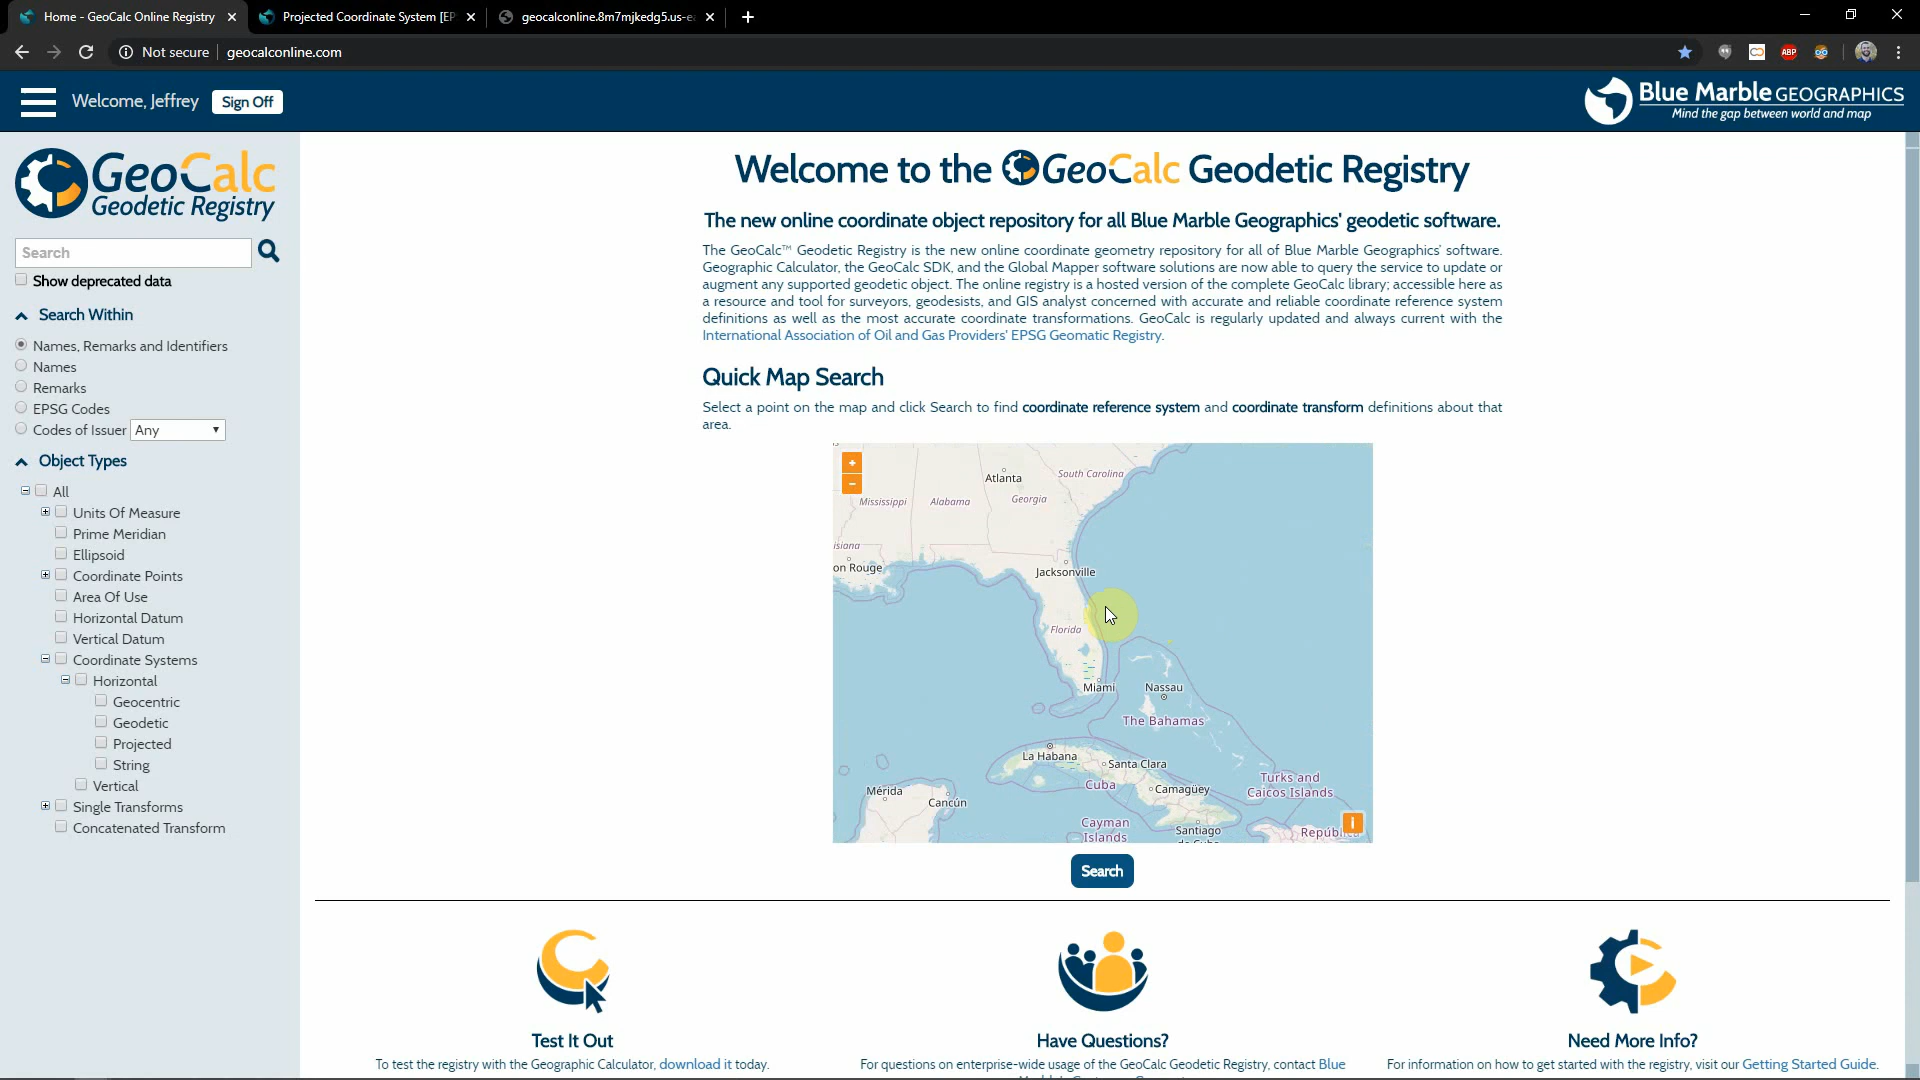 Home - GeoCalc Online Registry
Projected Coordinate System [EP
geocalconline.8m7mjkedg5.us-e
Not secure
geocalconline.com
ABP
Welcome, Jeffrey
Sign Off
Blue Marble GEOGRAPHICS
Mind the gap between world and map
GeoCalc
Geodetic Registry
Search
Show deprecated data
Search Within
Names, Remarks and Identifiers
Names
Remarks
EPSG Codes
Codes of Issuer Any
Object Types
All
Units Of Measure
Prime Meridian
Ellipsoid
Coordinate Points
Area Of Use
Horizontal Datum
Vertical Datum
Coordinate Systems
Horizontal
Geocentric
Geodetic
Projected
String
Vertical
Single Transforms
Concatenated Transform
Welcome to the GeoCalc Geodetic Registry
The new online coordinate object repository for all Blue Marble Geographics' geodetic software.
The GeoCalc™ Geodetic Registry is the new online coordinate geometry repository for all of Blue Marble Geographics' software.
Geographic Calculator, the GeoCalc SDK, and the Global Mapper software solutions are now able to query the service to update or
augment any supported geodetic object. The online registry is a hosted version of the complete GeoCalc library; accessible here as
a resource and tool for surveyors, geodesists, and GIS analyst concerned with accurate and reliable coordinate reference system
definitions as well as the most accurate coordinate transformations. GeoCalc is regularly updated and always current with the
International Association of Oil and Gas Providers' EPSG Geomatic Registry.
Quick Map Search
Select a point on the map and click Search to find coordinate reference system and coordinate transform definitions about that
area.
+
−
Atlanta
South Carolina
Mississippi
Alabama
Georgia
isiana
on Rouge
Jacksonville
Florida
Miami
Nassau
The Bahamas
La Habana
Santa Clara
Cuba
Camagüey
Turks and
Caicos Islands
Mérida
Cancún
Cayman
Islands
Santiago
Repúbli
i
Search
Test It Out
To test the registry with the Geographic Calculator, download it today.
Have Questions?
For questions on enterprise-wide usage of the GeoCalc Geodetic Registry, contact Blue
Need More Info?
For information on how to get started with the registry, visit our Getting Started Guide.